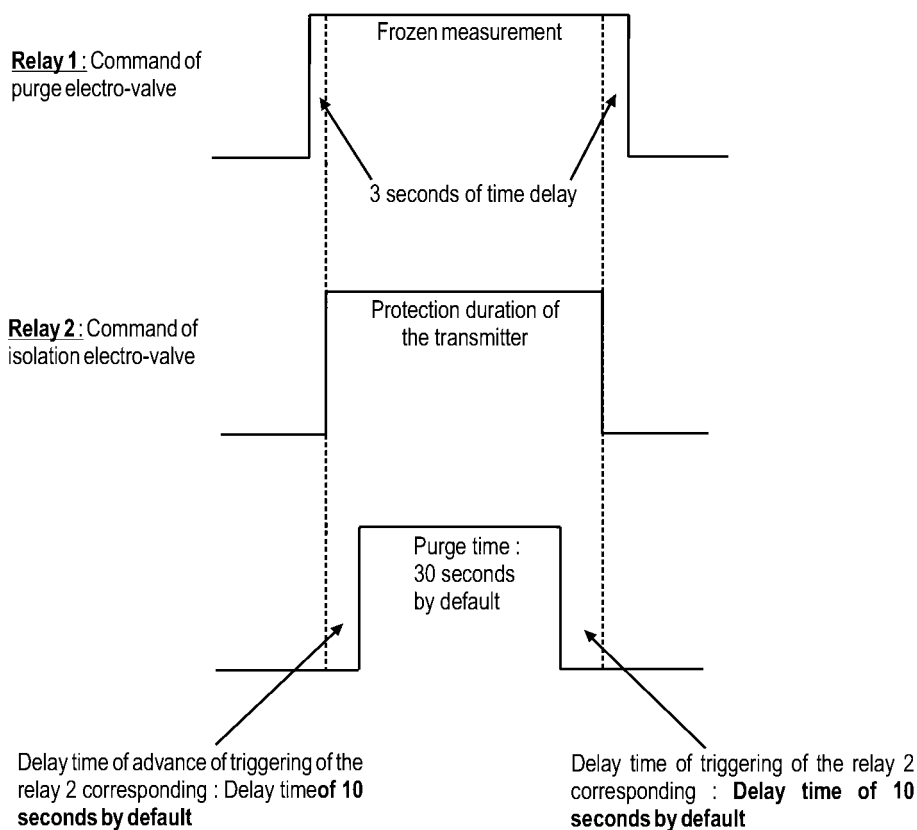 Frozen measurement
Relay 1 : Command of
purge electro-valve
3 seconds of time delay
Protection duration of
the transmitter
Relay 2 : Command of
isolation electro-valve
Purge time :
30 seconds
by default
Delay time of advance of triggering of the
relay 2 corresponding : Delay timeof 10
seconds by default
Delay time of triggering of the relay 2
corresponding : Delay time of 10
seconds by default